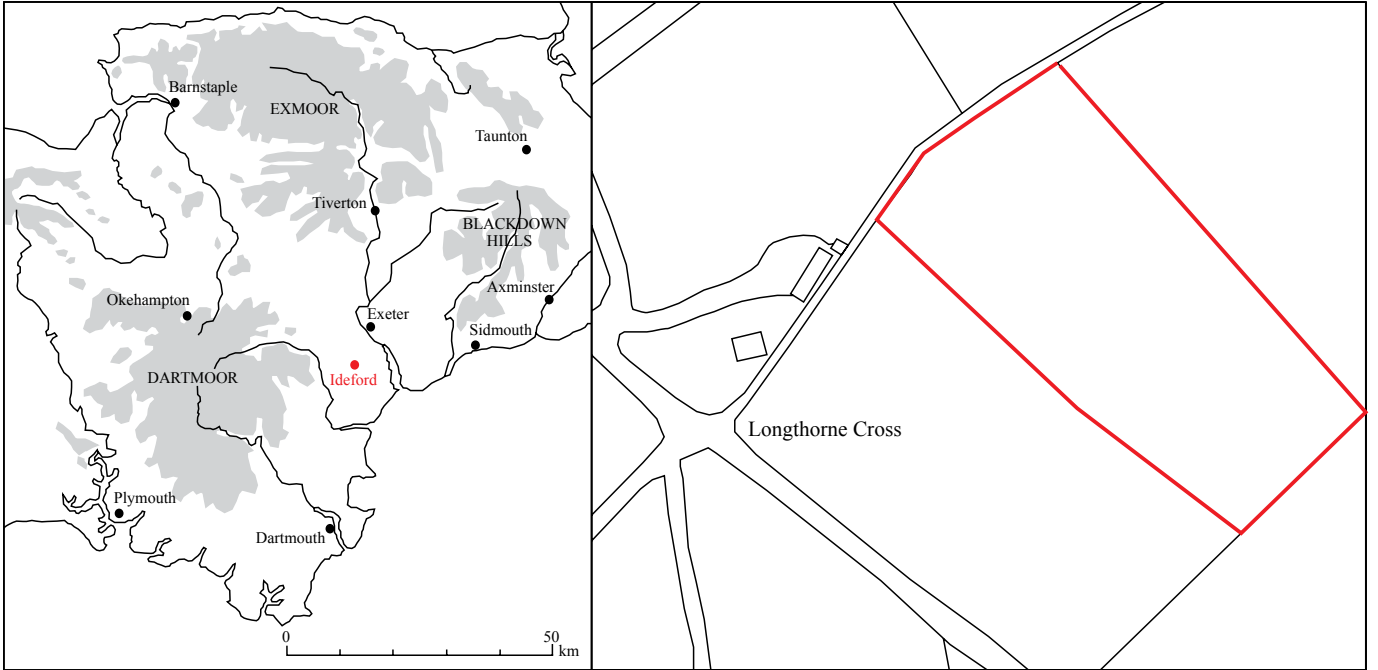 Barnstaple
EXMOOR
Taunton
Tiverton
BLACKDOWN
HILLS
Okehampton
Axminster
Exeter
Sidmouth
DARTMOOR
Ideford
Plymouth
Dartmouth
0
50
km
Longthorne Cross